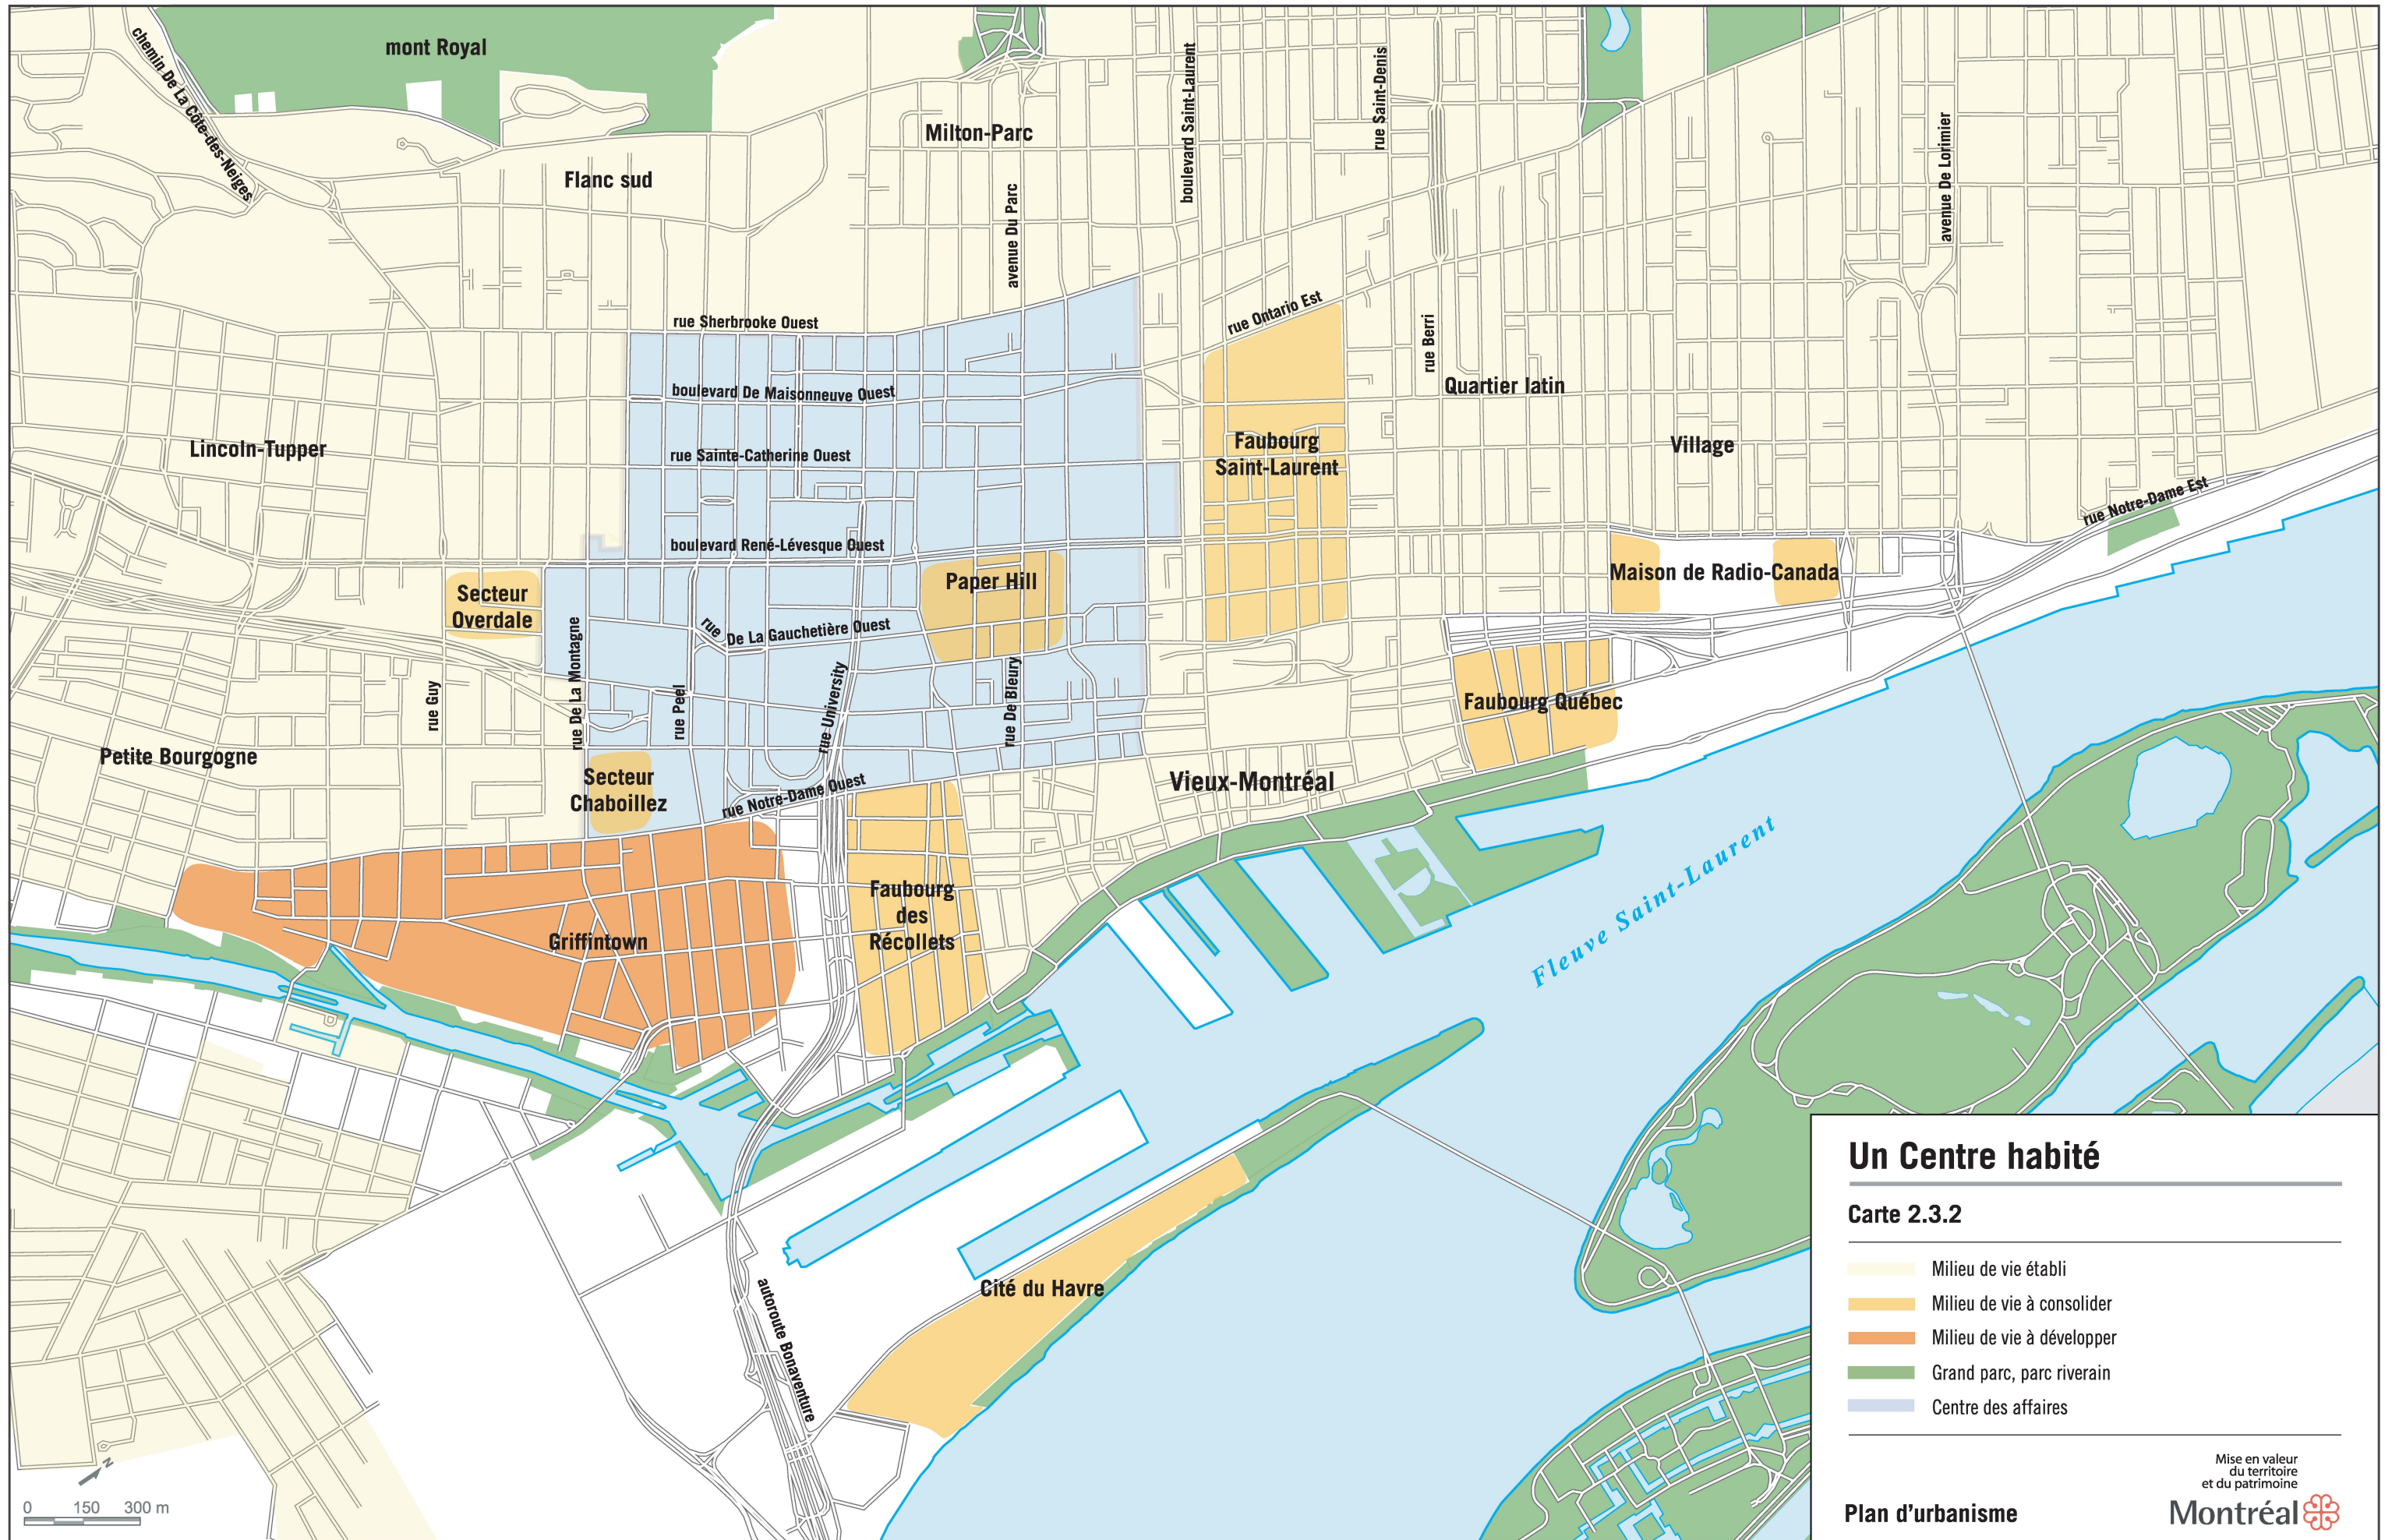 mont Royal
chemin De La Côte-des-Neiges
Flanc sud
Milton-Parc
avenue Du Parc
boulevard Saint-Laurent
rue Saint-Denis
avenue De Lorimier
rue Sherbrooke Ouest
rue Ontario Est
rue Berri
boulevard De Maisonneuve Ouest
Quartier latin
Lincoln-Tupper
rue Sainte-Catherine Ouest
Faubourg
Saint-Laurent
Village
rue Notre-Dame Est
boulevard René-Lévesque Ouest
Secteur
Overdale
Paper Hill
Maison de Radio-Canada
rue De La Gauchetière Ouest
rue Guy
rue De La Montagne
rue Peel
rue University
rue De Bleury
Faubourg Québec
Petite Bourgogne
Secteur
Chaboillez
rue Notre-Dame Ouest
Vieux-Montréal
Faubourg
des
Récollets
Griffintown
Fleuve Saint-Laurent
Cité du Havre
autoroute Bonaventure
N
0 150 300 m
Un Centre habité
Carte 2.3.2
Milieu de vie établi
Milieu de vie à consolider
Milieu de vie à développer
Grand parc, parc riverain
Centre des affaires
Mise en valeur
du territoire
et du patrimoine
Plan d'urbanisme
Montréal